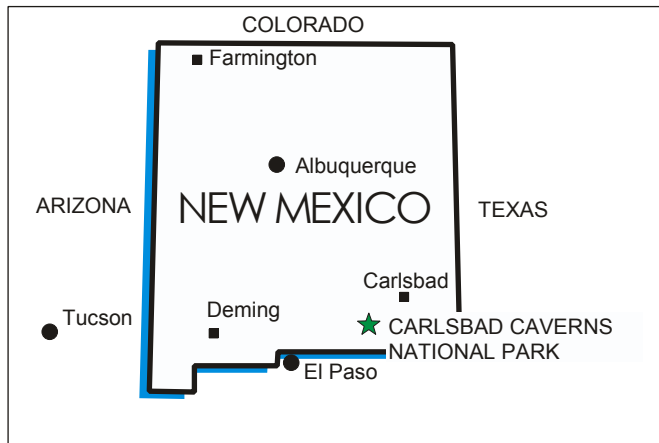 COLORADO
Farmington
Albuquerque
ARIZONA
NEW MEXICO
TEXAS
Carlsbad
Tucson
Deming
CARLSBAD CAVERNS
NATIONAL PARK
El Paso